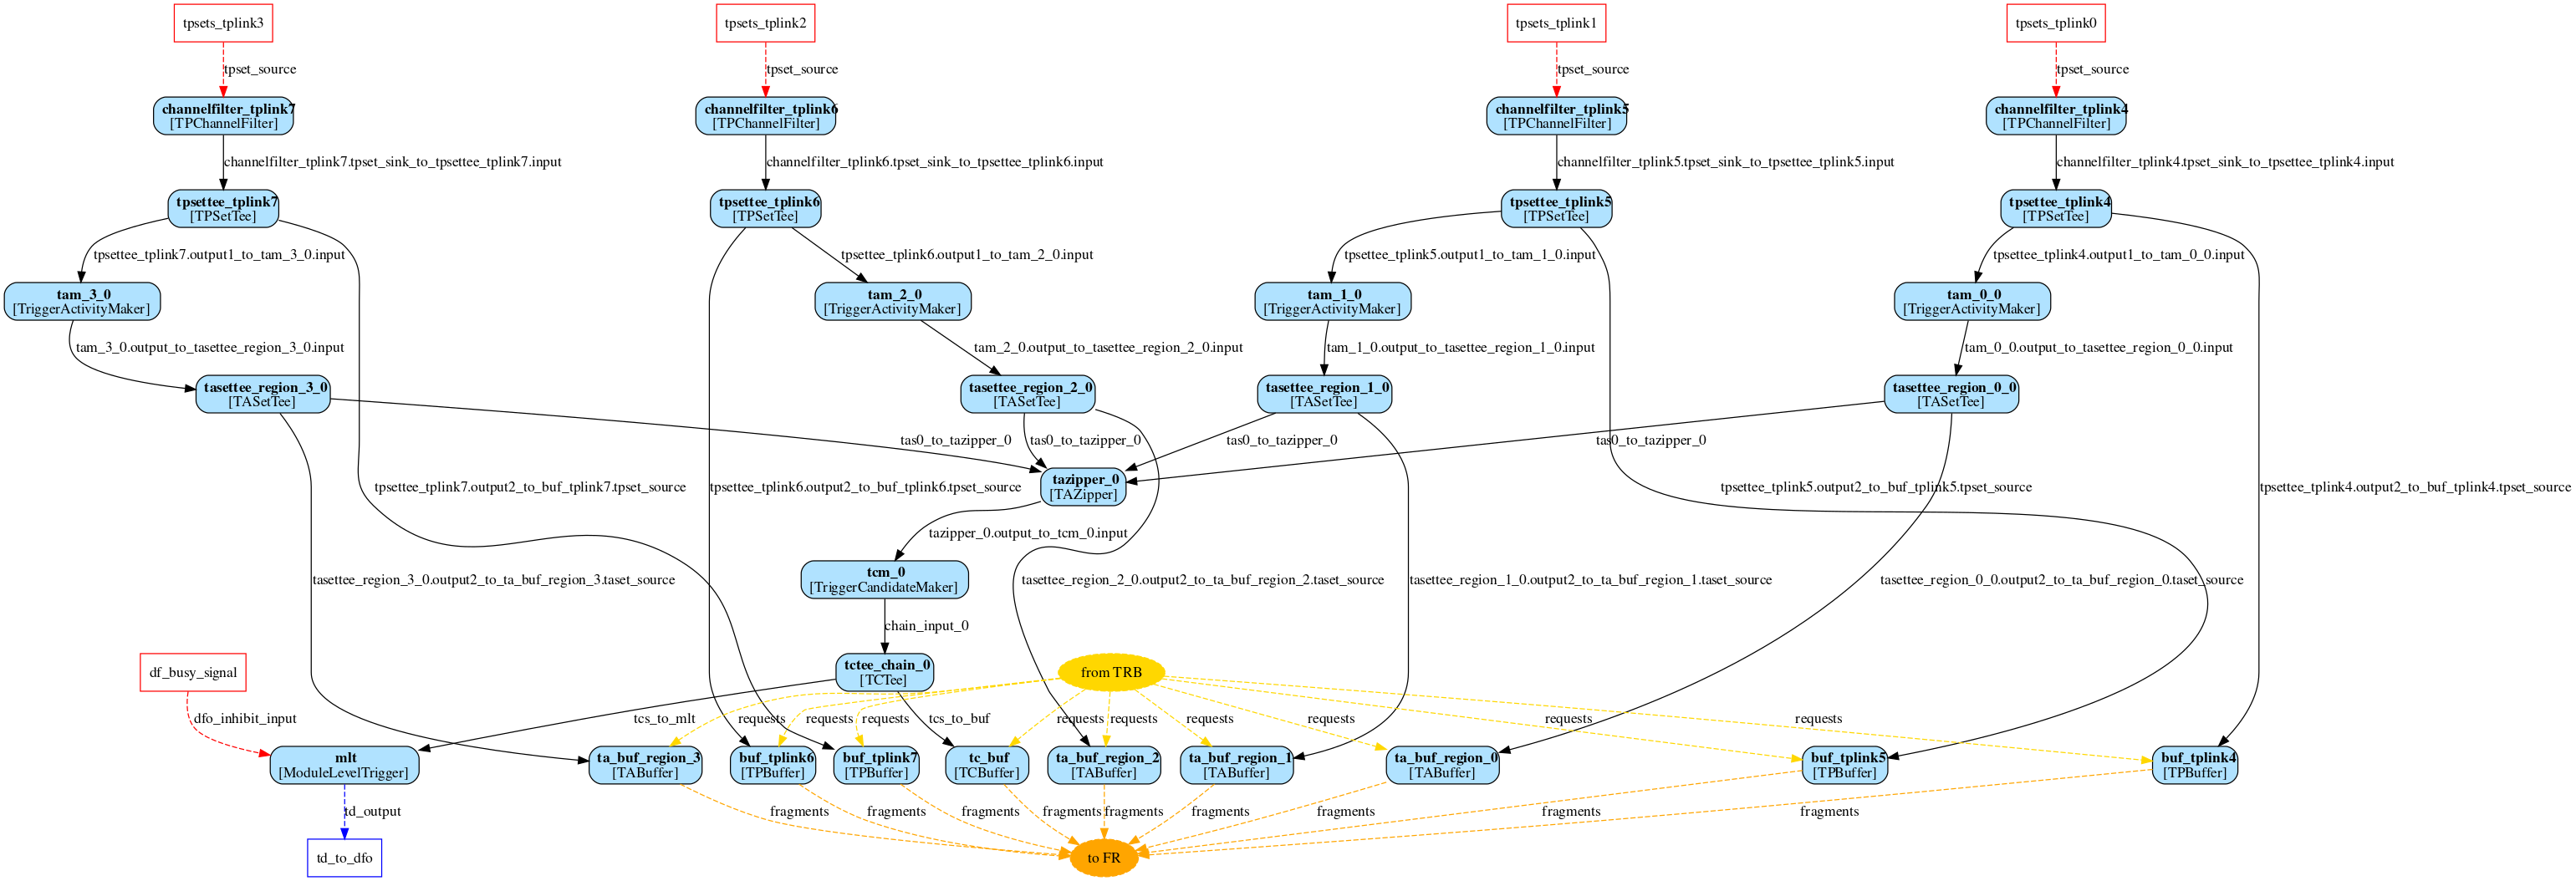 tpsets_tplink3
tpsets_tplink2
tpsets_tplink1
tpsets_tplink0
tpset_source
tpset_source
tpset_source
tpset_source
channelfilter_tplink7
[TPChannelFilter]
channelfilter_tplink6
[TPChannelFilter]
channelfilter_tplink5
[TPChannelFilter]
channelfilter_tplink4
[TPChannelFilter]
channelfilter_tplink7.tpset_sink_to_tpsettee_tplink7.input
channelfilter_tplink6.tpset_sink_to_tpsettee_tplink6.input
channelfilter_tplink5.tpset_sink_to_tpsettee_tplink5.input
channelfilter_tplink4.tpset_sink_to_tpsettee_tplink4.input
tpsettee_tplink7
[TPSetTee]
tpsettee_tplink6
[TPSetTee]
tpsettee_tplink5
[TPSetTee]
tpsettee_tplink4
[TPSetTee]
tpsettee_tplink7.output1_to_tam_3_0.input
tpsettee_tplink6.output1_to_tam_2_0.input
tpsettee_tplink5.output1_to_tam_1_0.input
tpsettee_tplink4.output1_to_tam_0_0.input
tam_3_0
[TriggerActivityMaker]
tam_2_0
[TriggerActivityMaker]
tam_1_0
[TriggerActivityMaker]
tam_0_0
[TriggerActivityMaker]
tam_3_0.output_to_tasettee_region_3_0.input
tam_2_0.output_to_tasettee_region_2_0.input
tam_1_0.output_to_tasettee_region_1_0.input
tam_0_0.output_to_tasettee_region_0_0.input
tasettee_region_3_0
[TASetTee]
tasettee_region_2_0
[TASetTee]
tasettee_region_1_0
[TASetTee]
tasettee_region_0_0
[TASetTee]
tas0_to_tazipper_0
tas0_to_tazipper_0
tas0_to_tazipper_0
tas0_to_tazipper_0
tpsettee_tplink7.output2_to_buf_tplink7.tpset_source
tpsettee_tplink6.output2_to_buf_tplink6.tpset_source
tazipper_0
[TAZipper]
tpsettee_tplink5.output2_to_buf_tplink5.tpset_source
tpsettee_tplink4.output2_to_buf_tplink4.tpset_source
tazipper_0.output_to_tcm_0.input
tasettee_region_3_0.output2_to_ta_buf_region_3.taset_source
tcm_0
[TriggerCandidateMaker]
tasettee_region_2_0.output2_to_ta_buf_region_2.taset_source
tasettee_region_1_0.output2_to_ta_buf_region_1.taset_source
tasettee_region_0_0.output2_to_ta_buf_region_0.taset_source
chain_input_0
df_busy_signal
tctee_chain_0
[TCTee]
from TRB
dfo_inhibit_input
tcs_to_mlt
requests
requests
requests
tcs_to_buf
requests
requests
requests
requests
requests
requests
mlt
[ModuleLevelTrigger]
ta_buf_region_3
[TABuffer]
buf_tplink6
[TPBuffer]
buf_tplink7
[TPBuffer]
tc_buf
[TCBuffer]
ta_buf_region_2
[TABuffer]
ta_buf_region_1
[TABuffer]
ta_buf_region_0
[TABuffer]
buf_tplink5
[TPBuffer]
buf_tplink4
[TPBuffer]
td_output
fragments
fragments
fragments
fragments
fragments
fragments
fragments
fragments
fragments
td_to_dfo
to FR